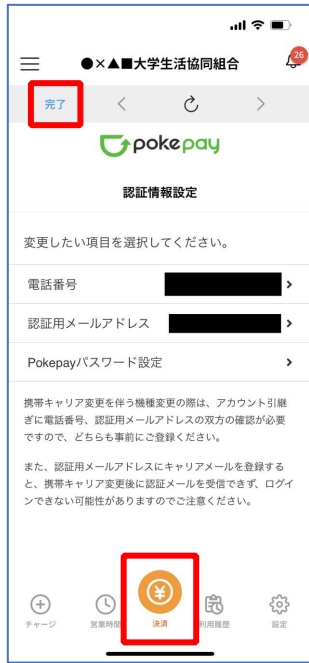 26
●×▲■大学生活協同組合
完了
pokepay
認証情報設定
変更したい項目を選択してください。
電話番号
認証用メールアドレス
Pokepayパスワード設定
携帯キャリア変更を伴う機種変更の際は、アカウント引継
ぎに電話番号、認証用メールアドレスの双方の確認が必要
ですので、どちらも事前にご登録ください。
また、認証用メールアドレスにキャリアメールを登録する
と、携帯キャリア変更後に認証メールを受信できず、ログイ
ンできない可能性がありますのでご注意ください。
チャージ
営業時間
決済
利用履歴
設定